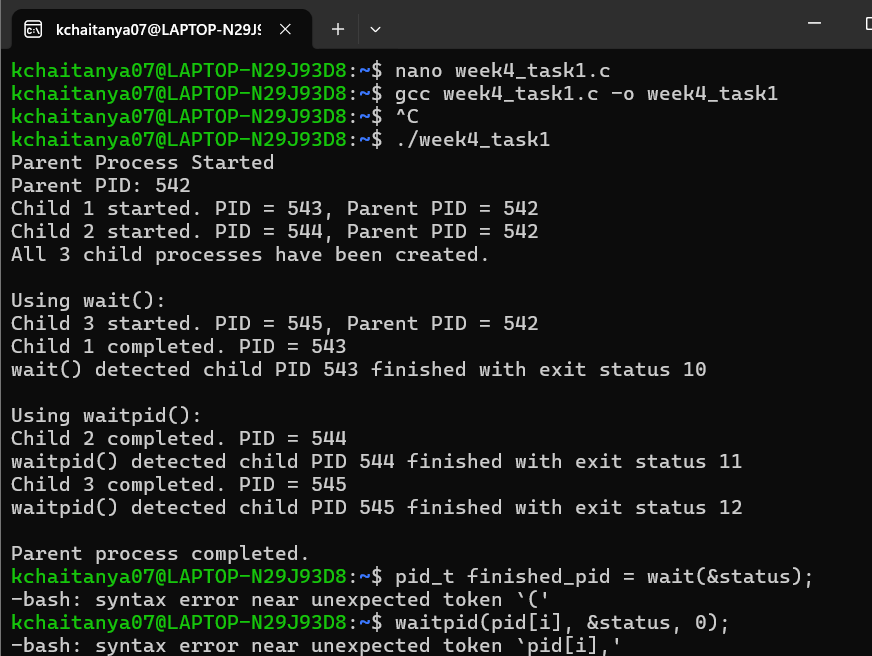 kchaitanya07@LAPTOP-N29J9
kchaitanya07@LAPTOP-N29J93D8:~$ nano week4_task1.c
kchaitanya07@LAPTOP-N29J93D8:~$ gcc week4_task1.c -o week4_task1
kchaitanya07@LAPTOP-N29J93D8:~$ ^C
kchaitanya07@LAPTOP-N29J93D8:~$ ./week4_task1
Parent Process Started
Parent PID: 542
Child 1 started. PID = 543, Parent PID = 542
Child 2 started. PID = 544, Parent PID = 542
All 3 child processes have been created.

Using wait():
Child 3 started. PID = 545, Parent PID = 542
Child 1 completed. PID = 543
wait() detected child PID 543 finished with exit status 10

Using waitpid():
Child 2 completed. PID = 544
waitpid() detected child PID 544 finished with exit status 11
Child 3 completed. PID = 545
waitpid() detected child PID 545 finished with exit status 12

Parent process completed.
kchaitanya07@LAPTOP-N29J93D8:~$ pid_t finished_pid = wait(&status);
-bash: syntax error near unexpected token `('
kchaitanya07@LAPTOP-N29J93D8:~$ waitpid(pid[i], &status, 0);
-bash: syntax error near unexpected token `pid[i],'